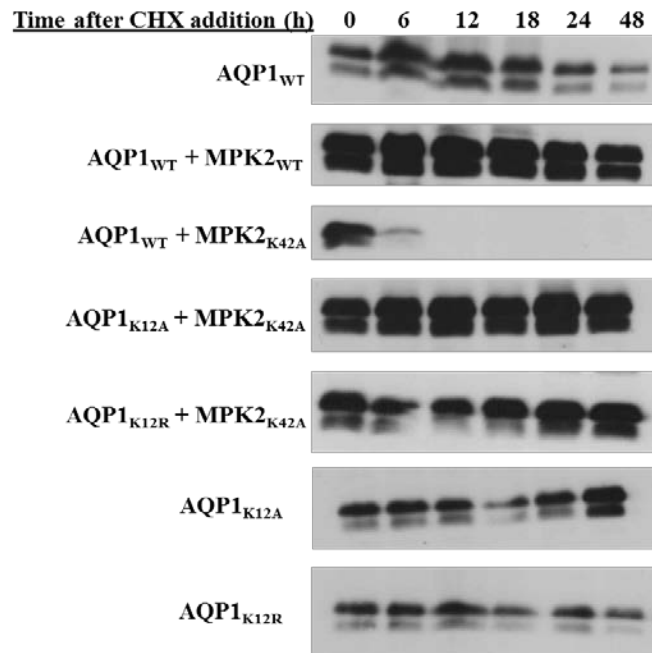 Time after CHX addition (h) 0 6 12 18 24 48
AQP1WT
AQP1WT + MPK2WT
AQP1WT + MPK2K42A
AQP1K12A + MPK2K42A
AQP1K12R + MPK2K42A
AQP1K12A
AQP1K12R